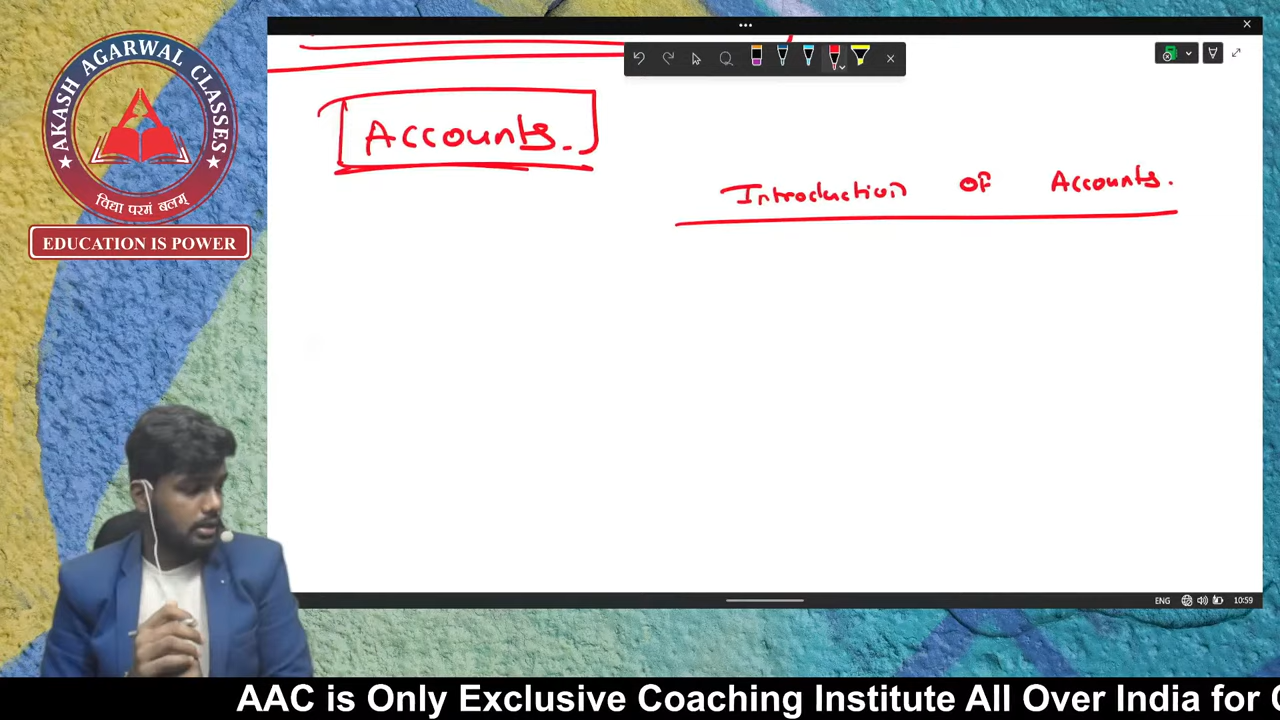 AKASH AGARWAL CLASSES
विद्या परमं बलम्
EDUCATION IS POWER
Accounts.
Introduction of Accounts.
ENG
10:59
AAC is Only Exclusive Coaching Institute All Over India for